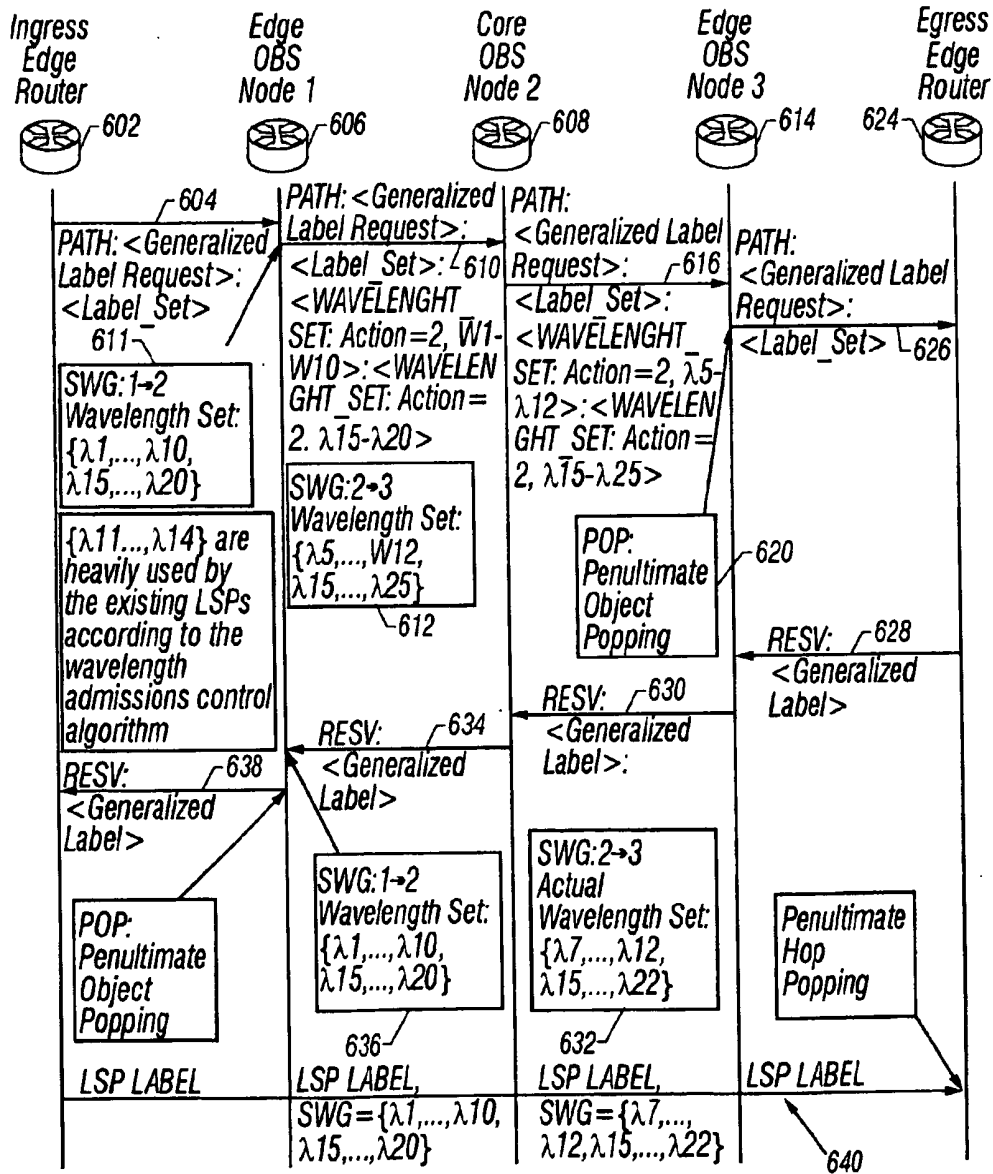 Ingress
Edge
Router
Edge
OBS
Node 1
Core
OBS
Node 2
Edge
OBS
Node 3
Egress
Edge
Router
602
606
608
614
624
604
PATH: <Generalized
Label Request>:
<Label_Set>
611
SWG:1→2
Wavelength Set:
{λ1,...,λ10,
λ15,...,λ20}
{λ11...,λ14} are
heavily used by
the existing LSPs
according to the
wavelength
admissions control
algorithm
PATH: <Generalized
Label Request>:
<Label_Set>:
610
<WAVELENGHT_
SET: Action=2, W1-
W10>:<WAVELEN
GHT_SET: Action=
2. λ15-λ20>
SWG:2→3
Wavelength Set:
{λ5,...,W12,
λ15,...,λ25}
612
PATH:
<Generalized Label
Request>:
616
<Label_Set>:
<WAVELENGHT_
SET: Action=2, λ5-
λ12>:<WAVELEN
GHT_SET: Action=
2, λ15-λ25>
PATH:
<Generalized Label
Request>:
<Label_Set>
626
POP:
Penultimate
Object
Popping
620
RESV:
628
<Generalized
Label>
RESV:
630
<Generalized
Label>:
RESV:
634
<Generalized
Label>
RESV:
638
<Generalized
Label>
POP:
Penultimate
Object
Popping
SWG:1→2
Wavelength Set:
{λ1,...,λ10,
λ15,...,λ20}
636
SWG:2→3
Actual
Wavelength Set:
{λ7,...,λ12,
λ15,...,λ22}
632
Penultimate
Hop
Popping
LSP LABEL
LSP LABEL,
SWG={λ1,...,λ10,
λ15,...,λ20}
LSP LABEL,
SWG={λ7,...,
λ12,λ15,...,λ22}
LSP LABEL
640